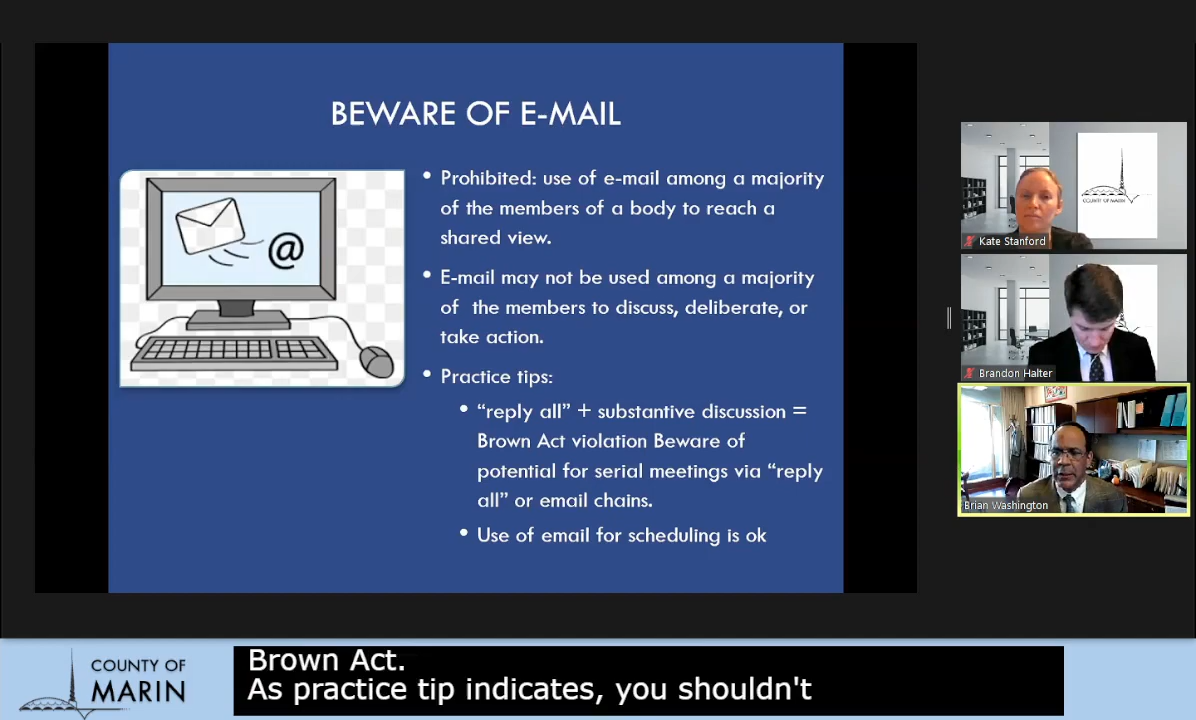 BEWARE OF E-MAIL
@
• Prohibited: use of e-mail among a majority
of the members of a body to reach a
shared view.
• E-mail may not be used among a majority
of the members to discuss, deliberate, or
take action.
• Practice tips:
• “reply all” + substantive discussion =
Brown Act violation Beware of
potential for serial meetings via “reply
all” or email chains.
• Use of email for scheduling is ok
COUNTY OF MARIN
Kate Stanford
Brandon Halter
Brian Washington
COUNTY OF
MARIN
Brown Act.
As practice tip indicates, you shouldn't